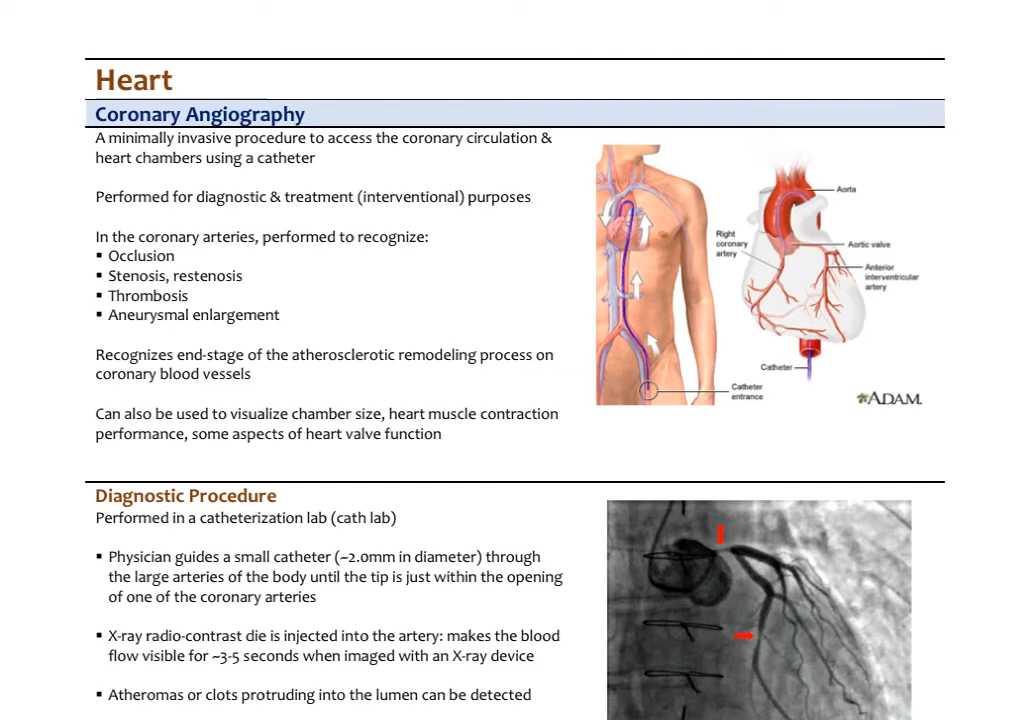 Heart
Coronary Angiography
A minimally invasive procedure to access the coronary circulation &
heart chambers using a catheter
Performed for diagnostic & treatment (interventional) purposes
In the coronary arteries, performed to recognize:
▪ Occlusion
▪ Stenosis, restenosis
▪ Thrombosis
▪ Aneurysmal enlargement
Recognizes end-stage of the atherosclerotic remodeling process on
coronary blood vessels
Can also be used to visualize chamber size, heart muscle contraction
performance, some aspects of heart valve function
Aorta
Right
coronary
artery
Aortic valve
Anterior
interventricular
artery
Catheter
Catheter
entrance
ADAM.
Diagnostic Procedure
Performed in a catheterization lab (cath lab)
▪ Physician guides a small catheter (~2.0mm in diameter) through
the large arteries of the body until the tip is just within the opening
of one of the coronary arteries
▪ X-ray radio-contrast die is injected into the artery: makes the blood
flow visible for ~3-5 seconds when imaged with an X-ray device
▪ Atheromas or clots protruding into the lumen can be detected